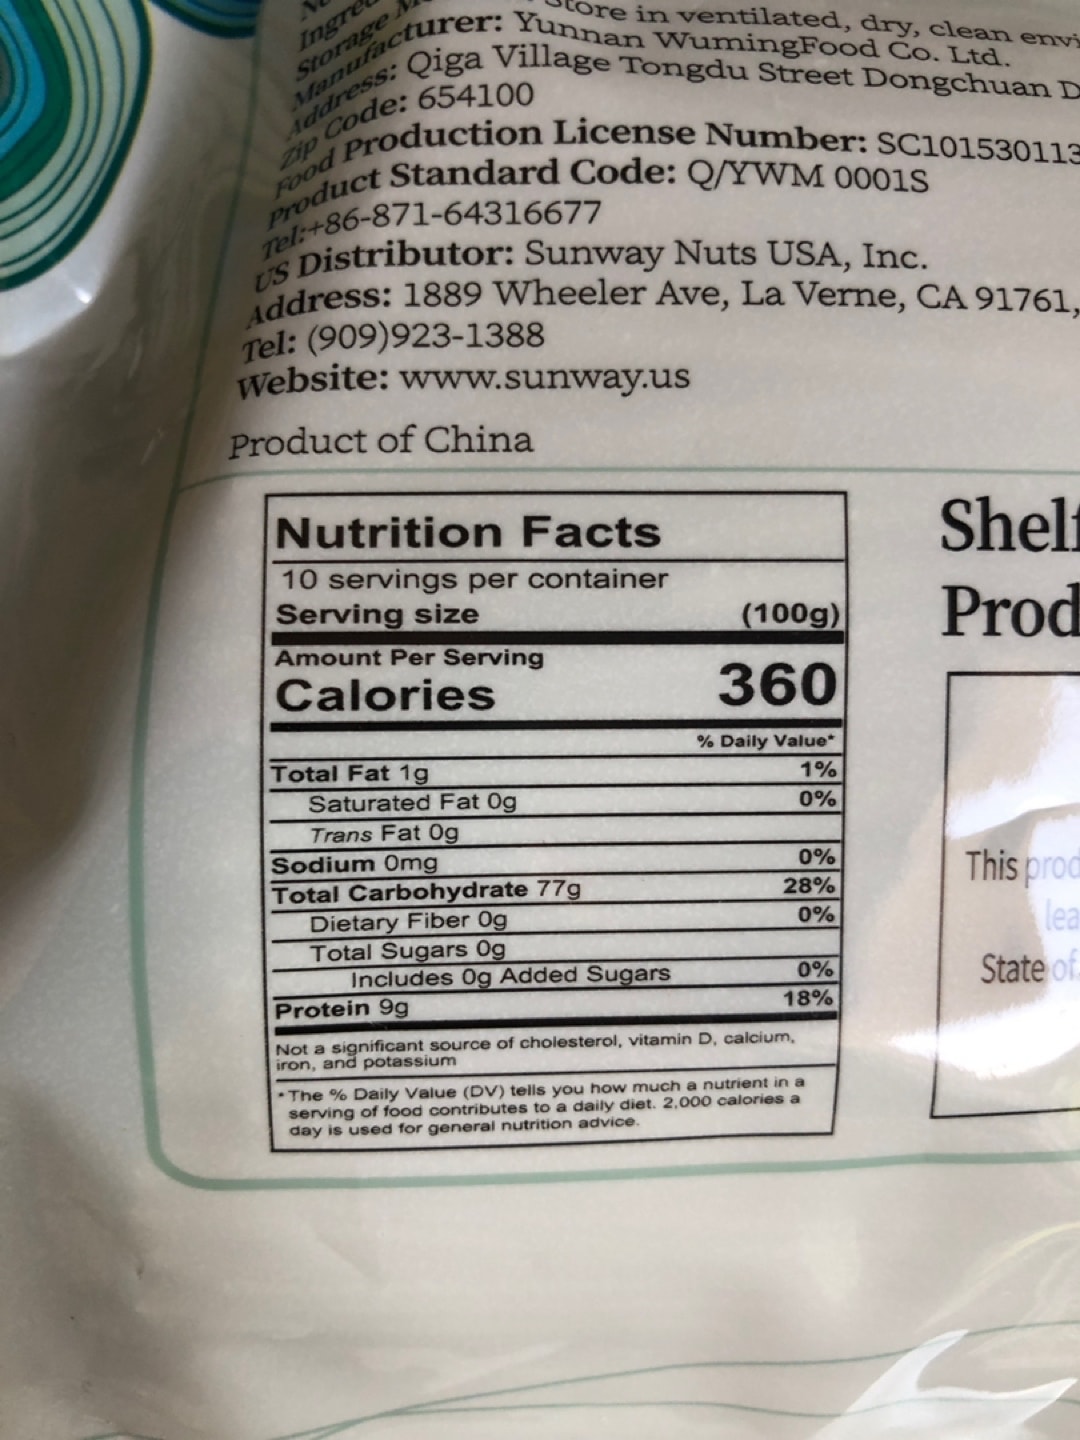 Ingre
Storage M Store in ventilated, dry, clean envi
Manufacturer: Yunnan WumingFood Co. Ltd.
Address: Qiga Village Tongdu Street Dongchuan D
Zip Code: 654100
Food Production License Number: SC101530113
Product Standard Code: Q/YWM 0001S
Tel:+86-871-64316677
US Distributor: Sunway Nuts USA, Inc.
Address: 1889 Wheeler Ave, La Verne, CA 91761,
Tel: (909)923-1388
Website: www.sunway.us
Product of China
Nutrition Facts
10 servings per container
Serving size (100g)
Amount Per Serving
Calories 360
% Daily Value*
Total Fat 1g 1%
Saturated Fat 0g 0%
Trans Fat 0g
Sodium 0mg 0%
Total Carbohydrate 77g 28%
Dietary Fiber 0g 0%
Total Sugars 0g
Includes 0g Added Sugars 0%
Protein 9g 18%
Not a significant source of cholesterol, vitamin D, calcium,
iron, and potassium
*The % Daily Value (DV) tells you how much a nutrient in a
serving of food contributes to a daily diet. 2,000 calories a
day is used for general nutrition advice.
Shelf
Prod
This prod
lea
State of